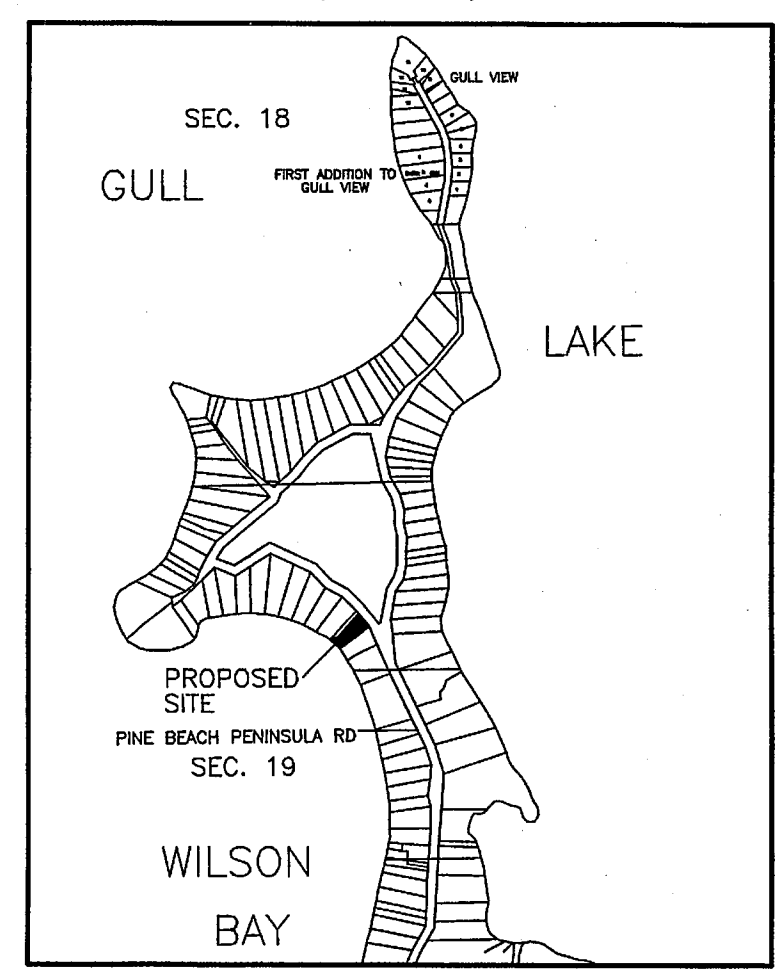 GULL VIEW
SEC. 18
FIRST ADDITION TO
GULL VIEW
GULL
LAKE
PROPOSED
SITE
PINE BEACH PENINSULA RD
SEC. 19
WILSON
BAY